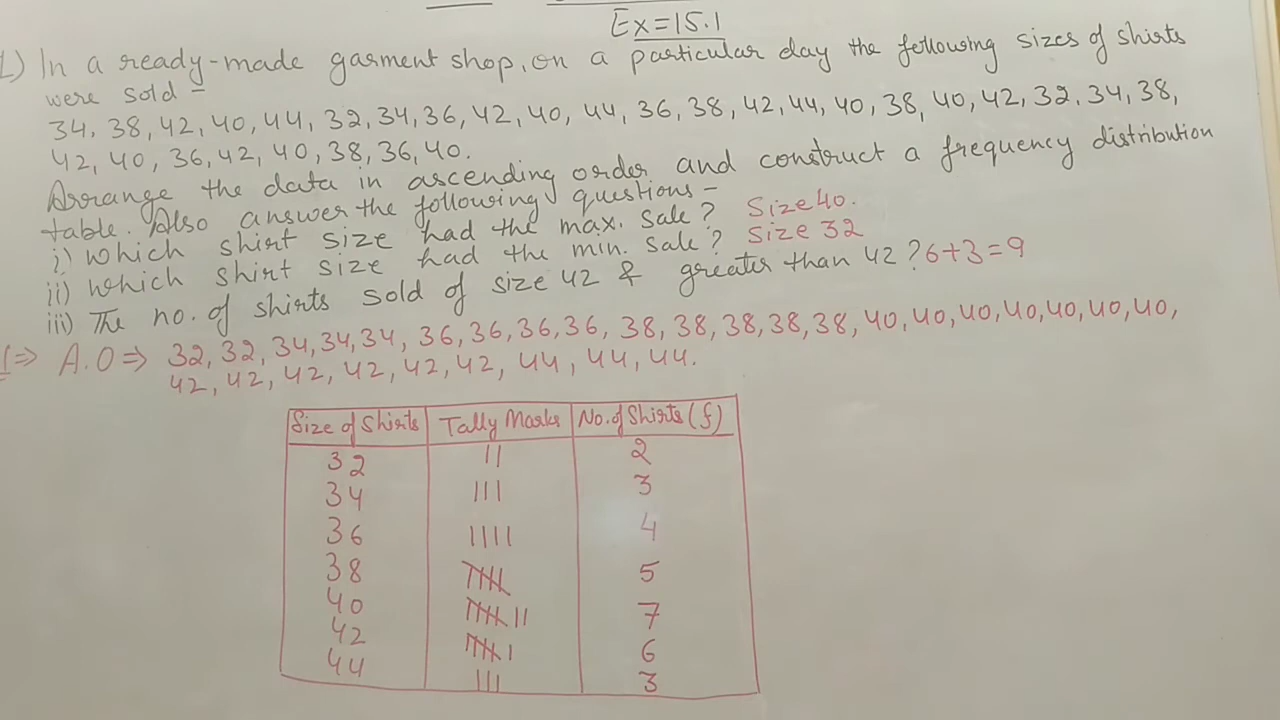 Ex=15.1
1) In a ready-made garment shop, on a particular day the following sizes of shirts
were sold -
34, 38, 42, 40, 44, 32, 34, 36, 42, 40, 44, 36, 38, 42, 44, 40, 38, 40, 42, 32, 34, 38,
42, 40, 36, 42, 40, 38, 36, 40.
Arrange the data in ascending order and construct a frequency distribution
table. Also answer the following questions -
i) which shirt size had the max. sale? Size 40.
ii) which shirt size had the min. sale? Size 32
iii) The no. of shirts sold of size 42 & greater than 42? 6+3=9
1⇒ A.O ⇒ 32, 32, 34, 34, 34, 36, 36, 36, 36, 38, 38, 38, 38, 38, 40, 40, 40, 40, 40, 40, 40,
42, 42, 42, 42, 42, 42, 44, 44, 44.
Size of Shirts Tally Marks No. of Shirts (f)
32 || 2
34 ||| 3
36 |||| 4
38 𝍸 5
40 𝍸 || 7
42 𝍸 | 6
44 ||| 3